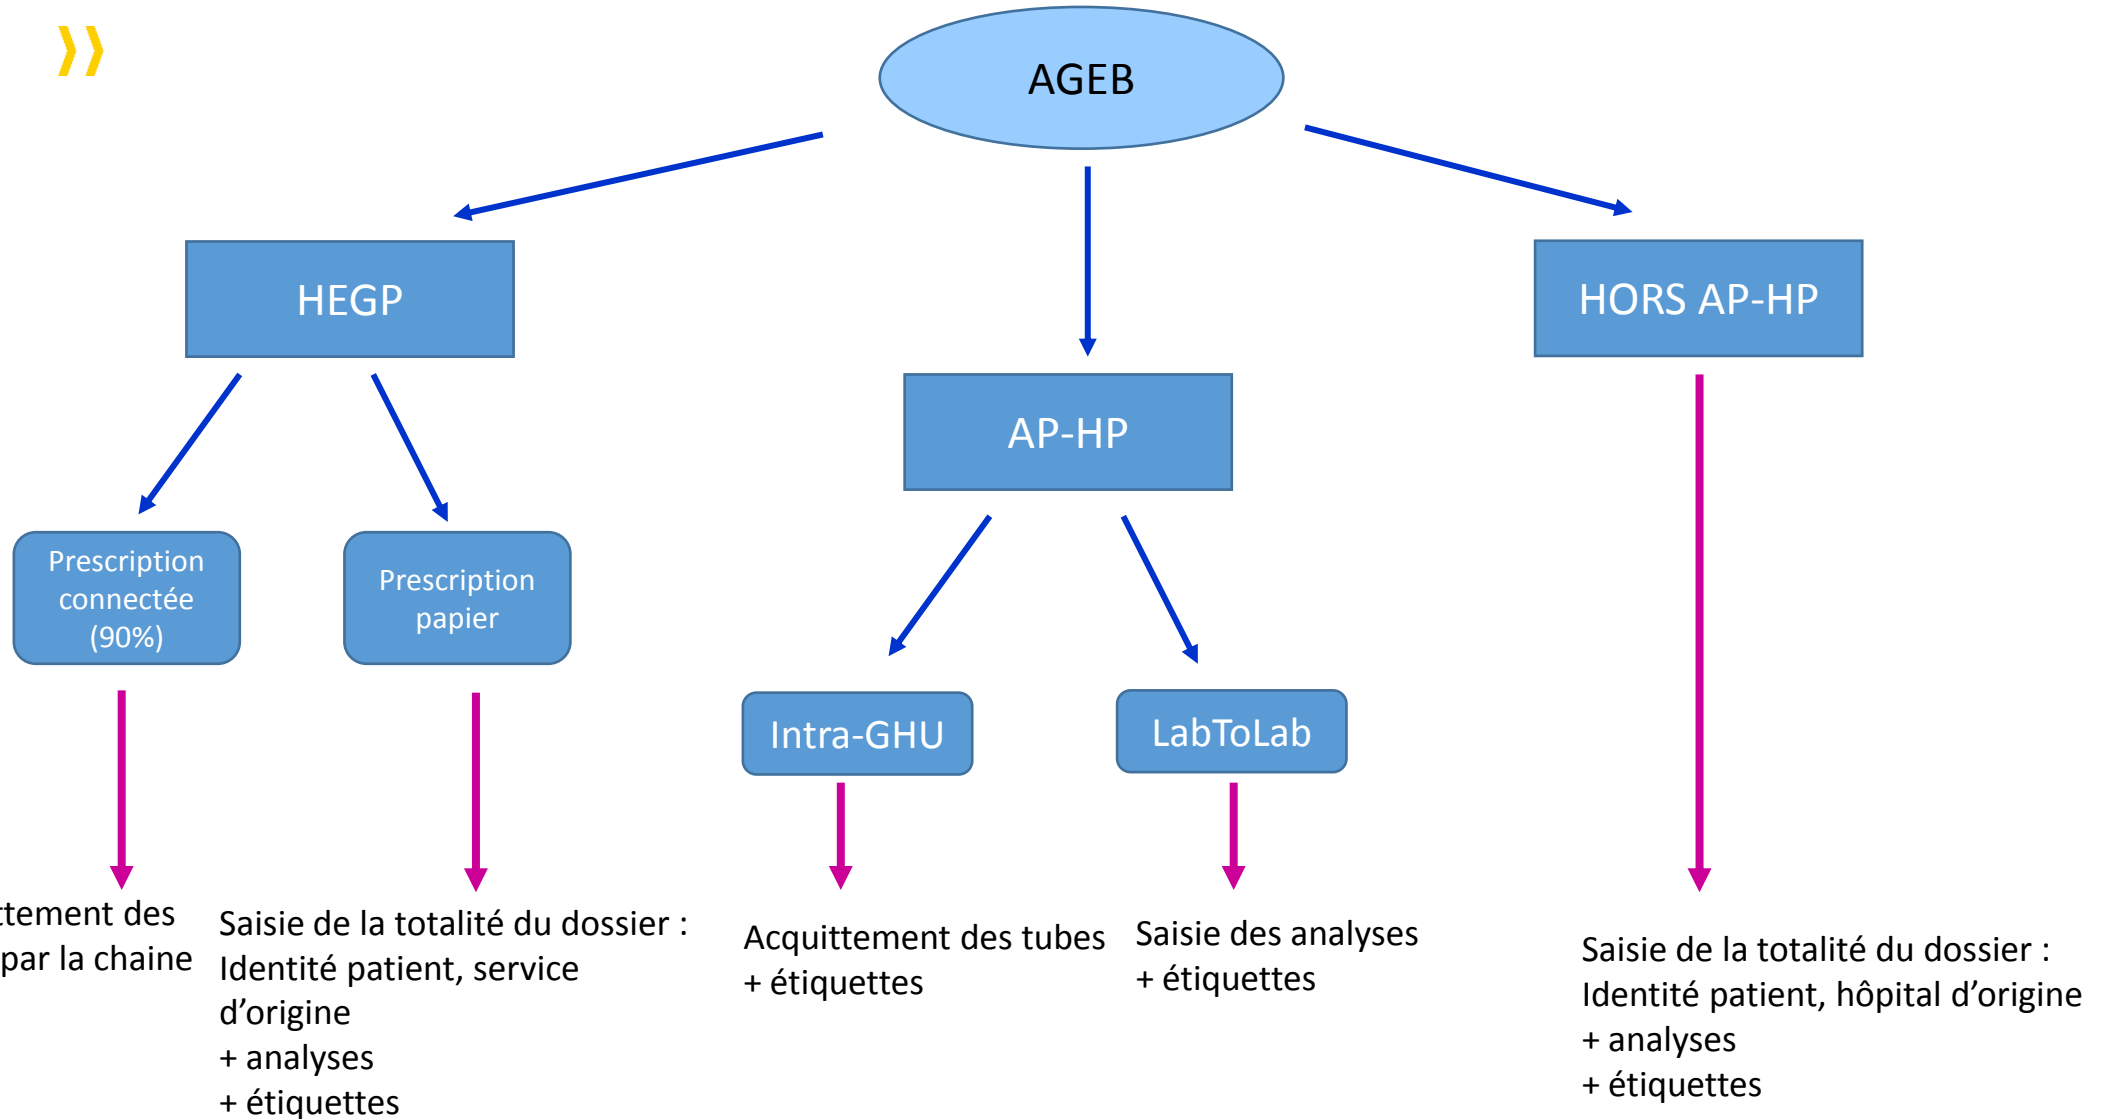 AGEB
HEGP
HORS AP-HP
AP-HP
Prescription
connectée
(90%)
Prescription
papier
Intra-GHU
LabToLab
des
par la chaine
Saisie de la totalité du dossier :
Identité patient, service
d’origine
+ analyses
+ étiquettes
Acquittement des tubes
+ étiquettes
Saisie des analyses
+ étiquettes
Saisie de la totalité du dossier :
Identité patient, hôpital d’origine
+ analyses
+ étiquettes